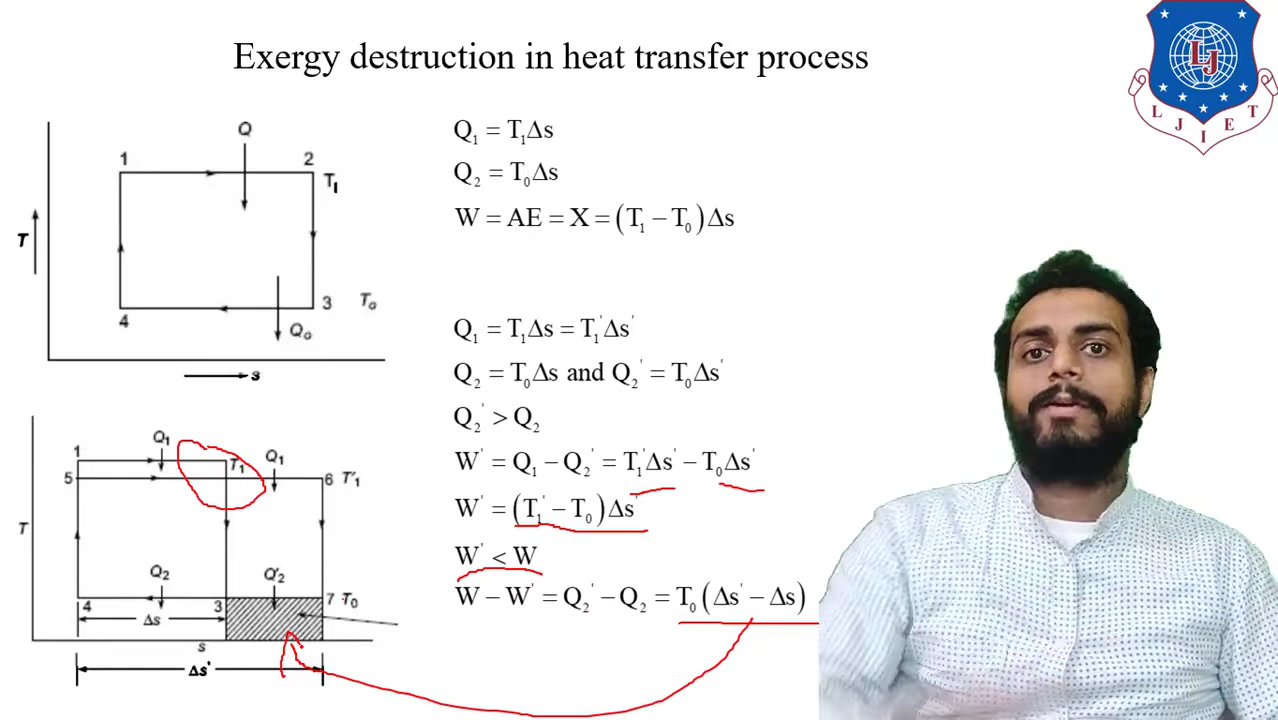 Exergy destruction in heat transfer process
LJ
L J I E T
Q
1 2
T₁
T
4 3 T₀
Q₀
s
Q₁ = T₁Δs
Q₂ = T₀Δs
W = AE = X = (T₁ − T₀)Δs
Q₁ = T₁Δs = T₁'Δs'
Q₂ = T₀Δs and Q₂' = T₀Δs'
Q₂' > Q₂
W' = Q₁ − Q₂' = T₁'Δs' − T₀Δs'
W' = (T₁' − T₀)Δs'
W' < W
W − W' = Q₂' − Q₂ = T₀(Δs' − Δs)
1 Q₁ T₁ Q₁
5 6 T'₁
T
Q₂ Q'₂
4 3 7 T₀
Δs
s
Δs'